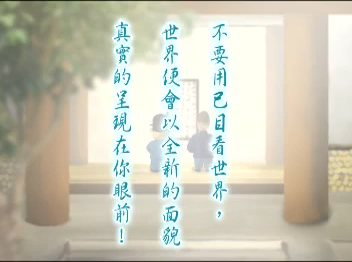 不要用已目看世界，
世界便會以全新的面貌
真實的呈現在你眼前！